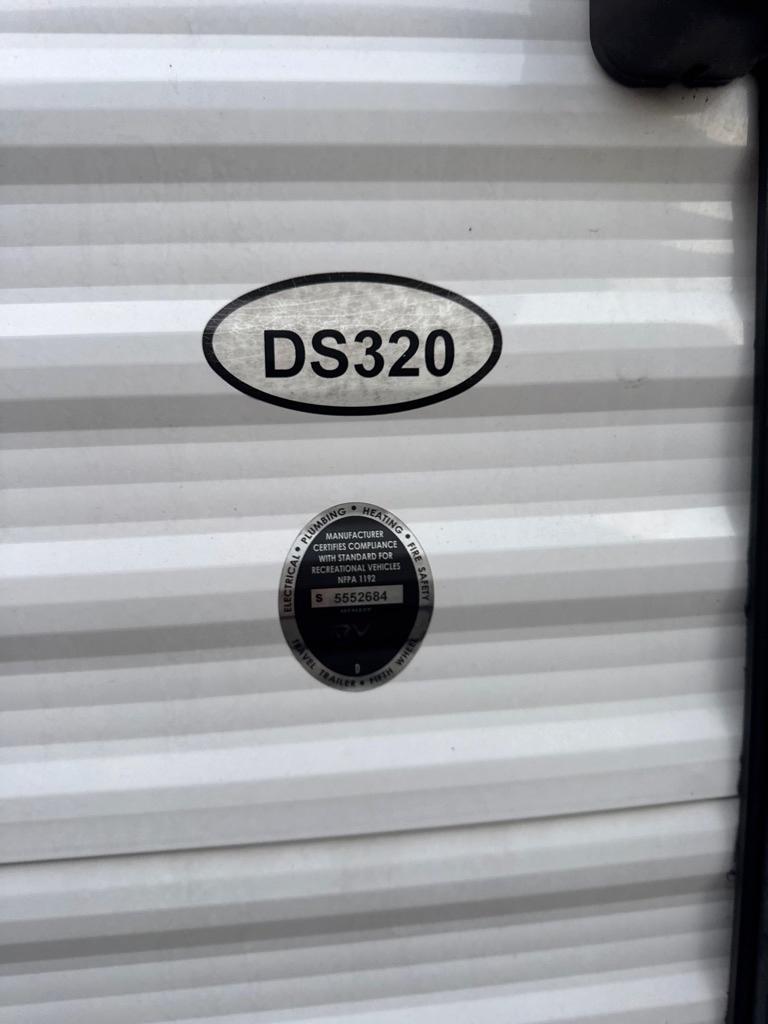 DS320
ELECTRICAL • PLUMBING • HEATING • FIRE SAFETY
MANUFACTURER
CERTIFIES COMPLIANCE
WITH STANDARD FOR
RECREATIONAL VEHICLES
NFPA 1192
S 5552684
RV
D
TRAVEL TRAILER • FIFTH WHEEL